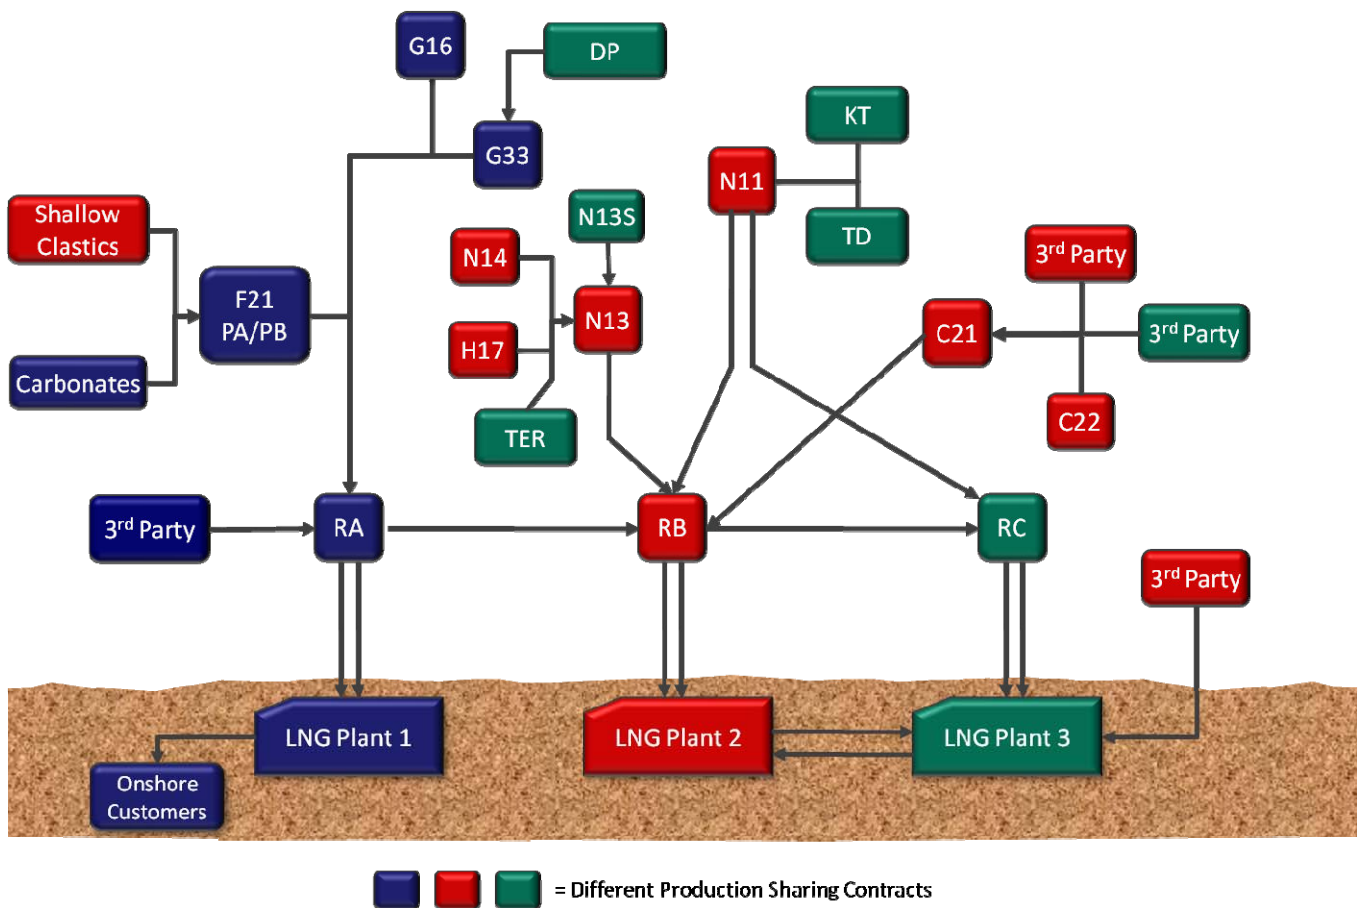 G16
DP
KT
G33
N11
Shallow
Clastics
N13S
TD
N14
3rd Party
F21
PA/PB
N13
C21
3rd Party
H17
Carbonates
C22
TER
3rd Party
RA
RB
RC
3rd Party
LNG Plant 1
LNG Plant 2
LNG Plant 3
Onshore
Customers
= Different Production Sharing Contracts